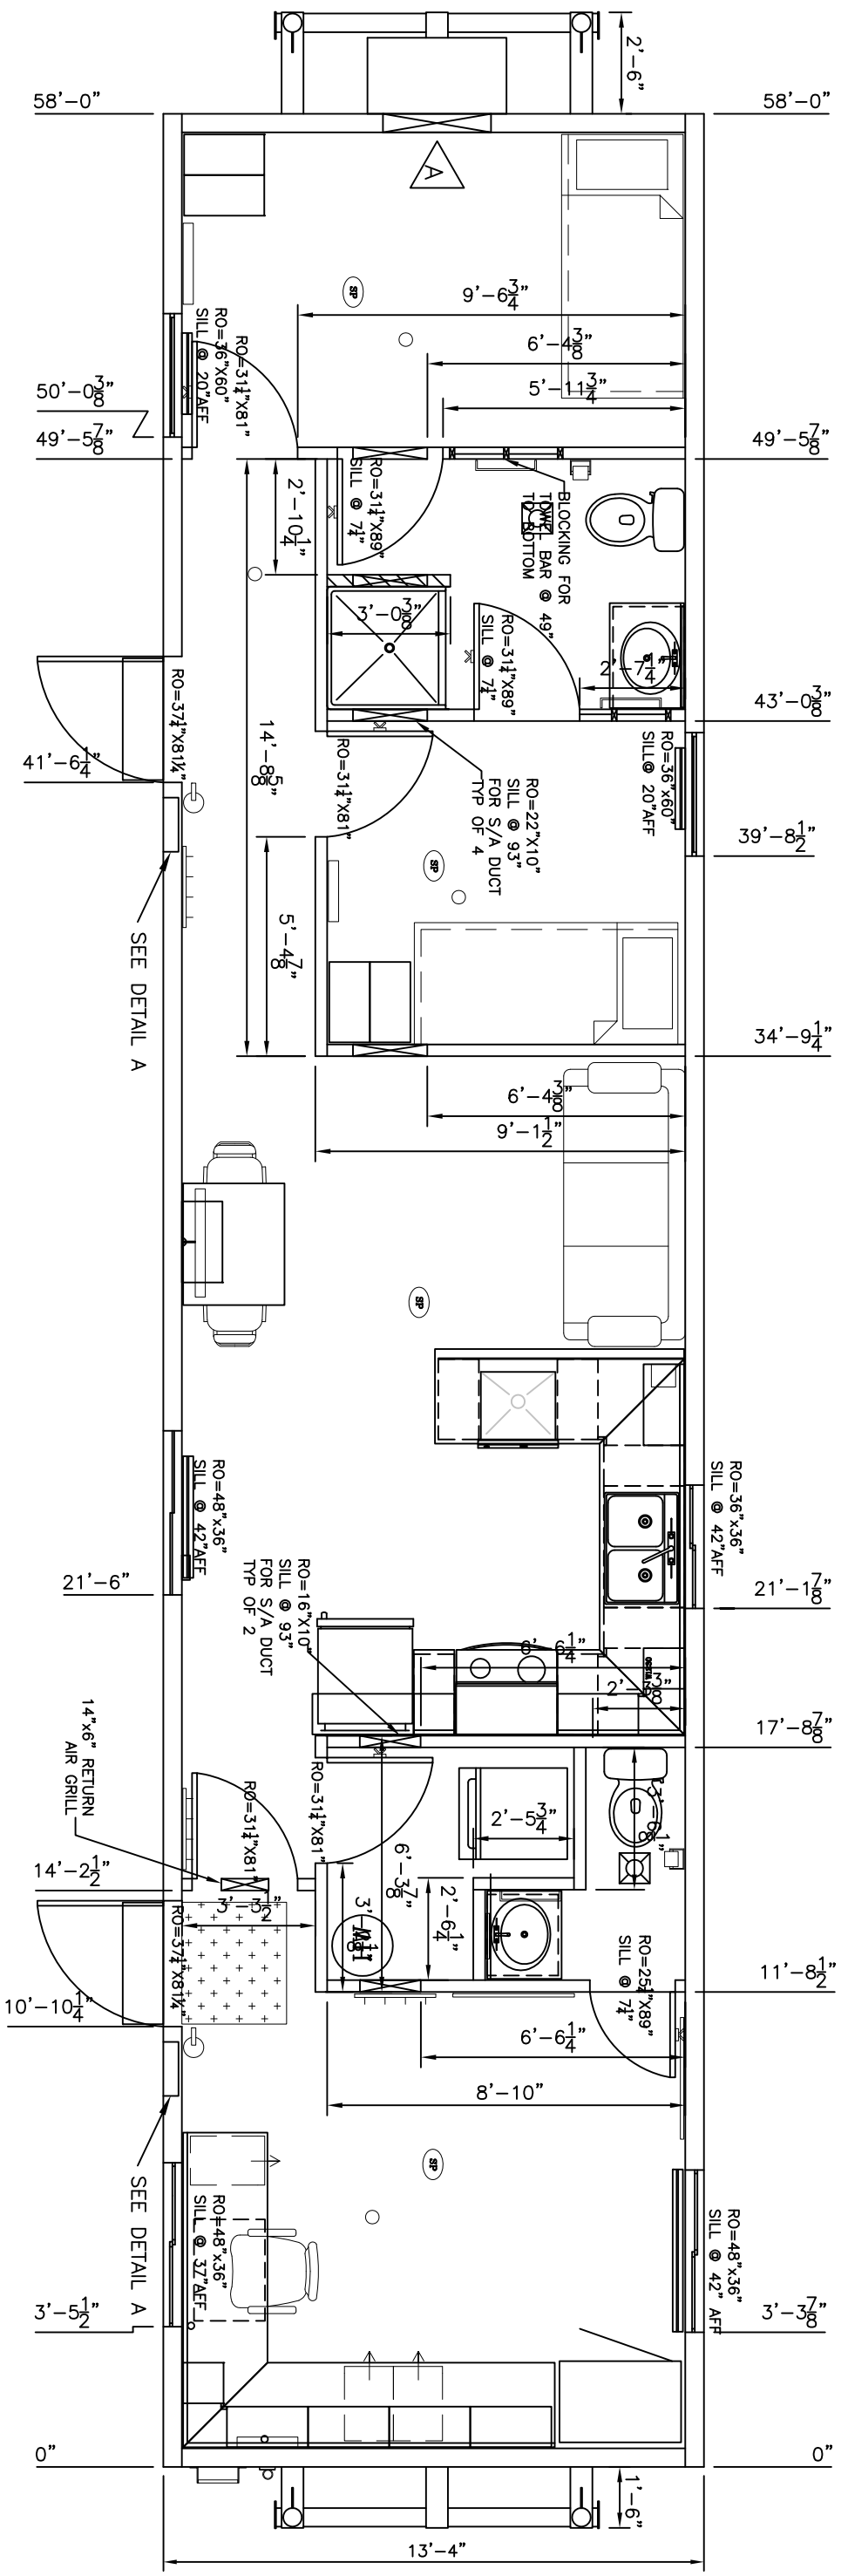 2'-6"
58'-0"
58'-0"
A
SP
9'-6 3/4"
6'-4 3/8"
5'-11 3/4"
RO=31 1/4"X81"
RO=36"X60"
SILL @ 20"AFF
50'-0 3/8"
49'-5 7/8"
49'-5 7/8"
2'-10 1/4"
RO=31 1/4"X89"
SILL @ 7 1/4"
BLOCKING FOR
TOWEL BAR @ 49"
TO BOTTOM
3'-0 3/8"
RO=31 1/4"X89"
SILL @ 7 1/4"
2'-7 1/4"
43'-0 3/8"
RO=37 1/4"X81 1/4"
41'-6 1/4"
14'-8 5/8"
RO=31 1/4"X81"
RO=22"X10"
SILL @ 93"
FOR S/A DUCT
TYP OF 4
RO=36"x60"
SILL@ 20"AFF
39'-8 1/2"
SP
5'-4 7/8"
SEE DETAIL A
34'-9 1/4"
6'-4 3/8"
9'-1 1/2"
SP
RO=48"x36"
SILL @ 42"AFF
RO=36"x36"
SILL @ 42"AFF
21'-6"
21'-1 7/8"
RO=16"X10"
SILL @ 93"
FOR S/A DUCT
TYP OF 2
6'-6 1/4"
17'-8 7/8"
14"x6" RETURN
AIR GRILL
RO=31 1/4"X81"
RO=31 1/4"X81"
2'-5 3/4"
3'-6 1/8"
14'-2 1/2"
3'-3 1/2"
6'-3 7/8"
2'-6 1/4"
RO=37 1/4"X81 1/4"
RO=25 1/4"X89"
SILL @ 7 1/4"
11'-8 1/2"
10'-10 1/4"
6'-6 1/4"
8'-10"
SP
SEE DETAIL A
RO=48"x36"
SILL @ 37"AFF
RO=48"x36"
SILL @ 42" AFF
3'-5 1/2"
3'-3 7/8"
0"
0"
1'-6"
13'-4"